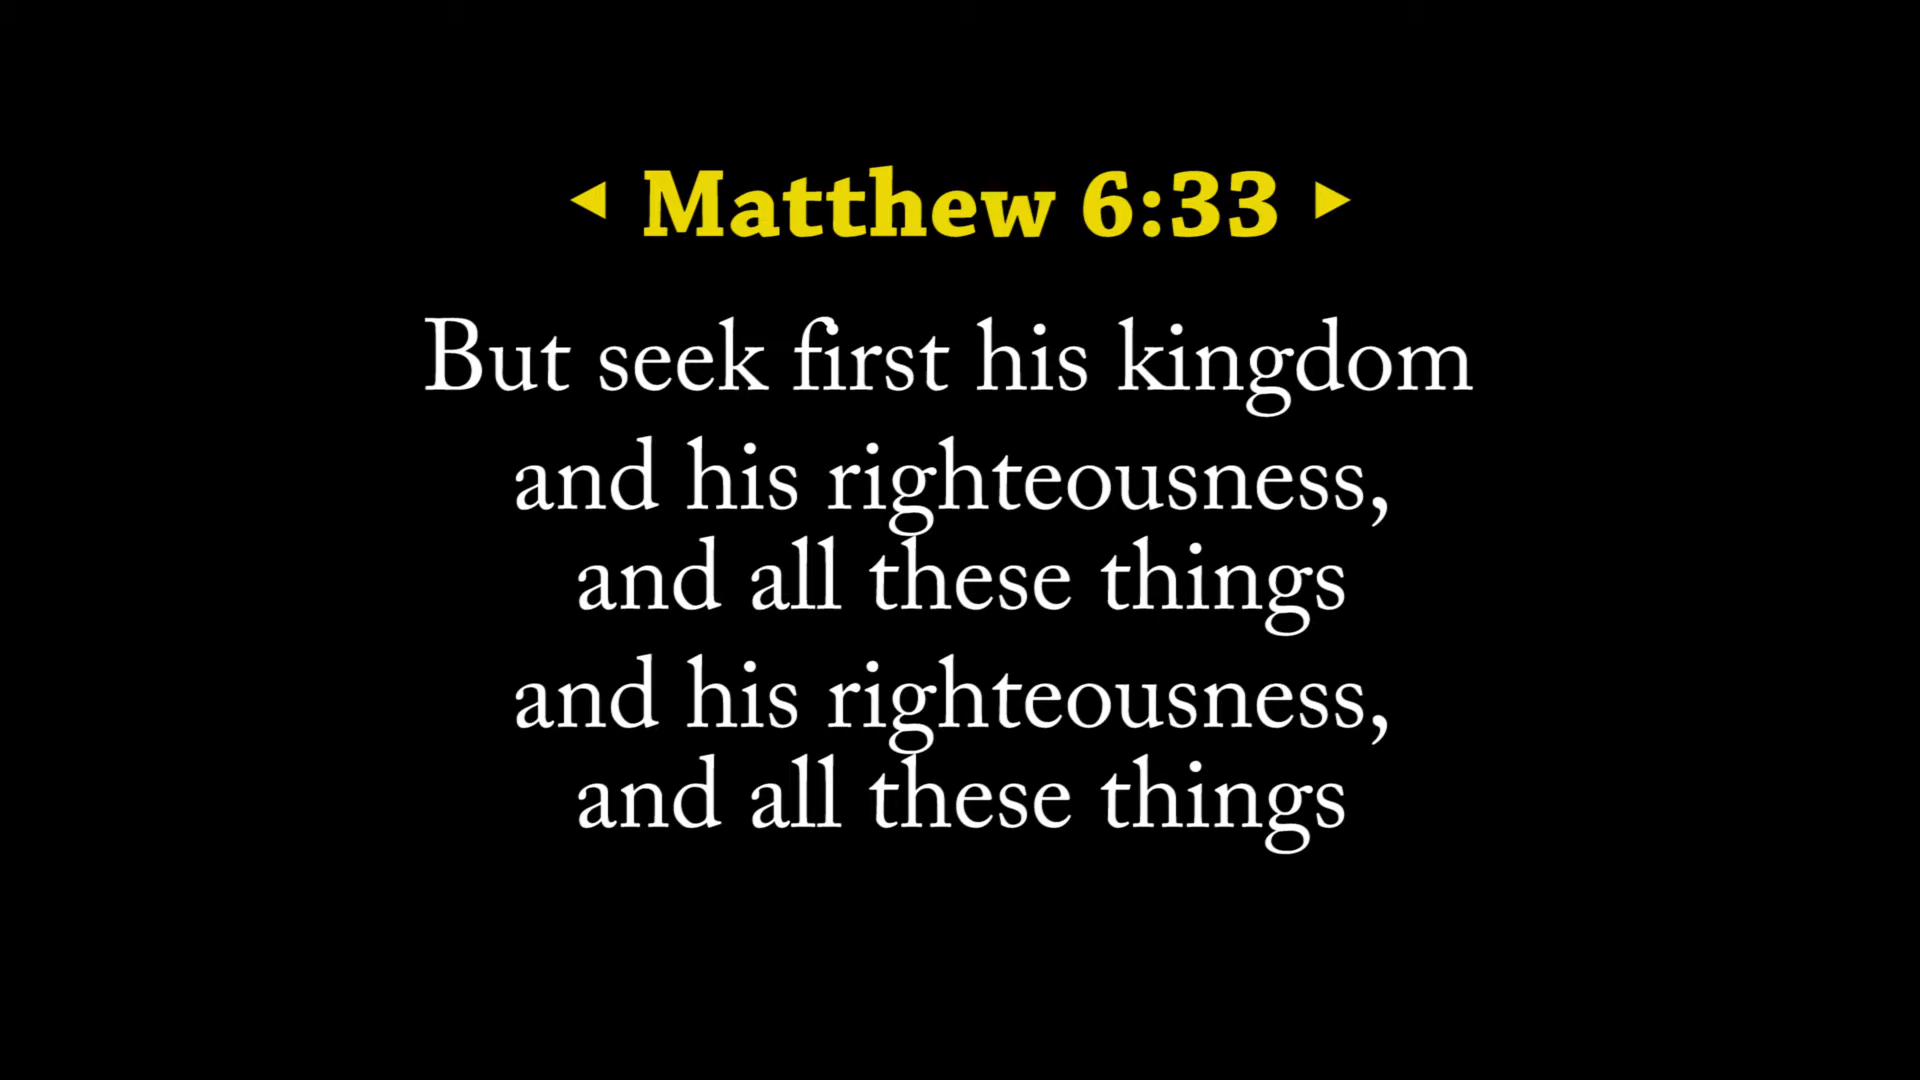 ◀ Matthew 6:33 ▶
But seek first his kingdom
and his righteousness,
and all these things
and his righteousness,
and all these things